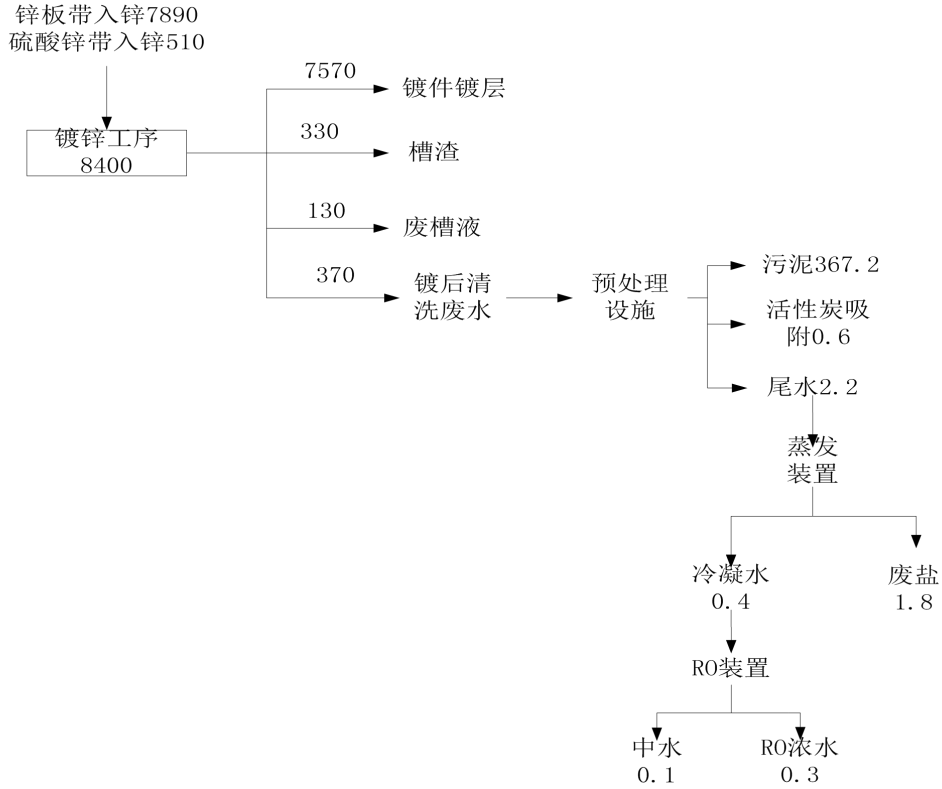 锌板带入锌7890
硫酸锌带入锌510
镀锌工序
8400
7570
镀件镀层
330
槽渣
130
废槽液
370
镀后清
洗废水
预处理
设施
污泥367.2
活性炭吸
附0.6
尾水2.2
蒸发
装置
冷凝水
0.4
废盐
1.8
RO装置
中水
0.1
RO浓水
0.3